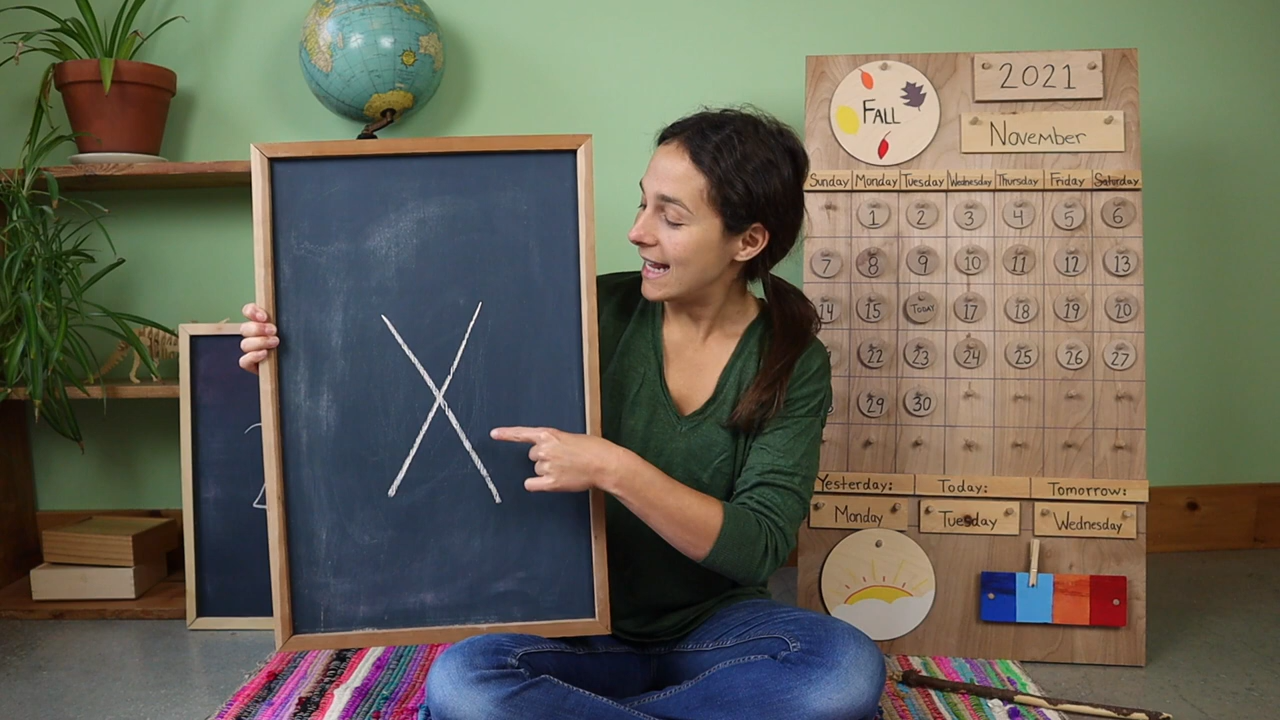 X
FALL
2021
November
Sunday Monday Tuesday Wednesday Thursday Friday Saturday
1 2 3 4 5 6
7 8 9 10 11 12 13
14 15 TODAY 17 18 19 20
22 23 24 25 26 27
29 30
Yesterday: Today: Tomorrow:
Monday Tuesday Wednesday